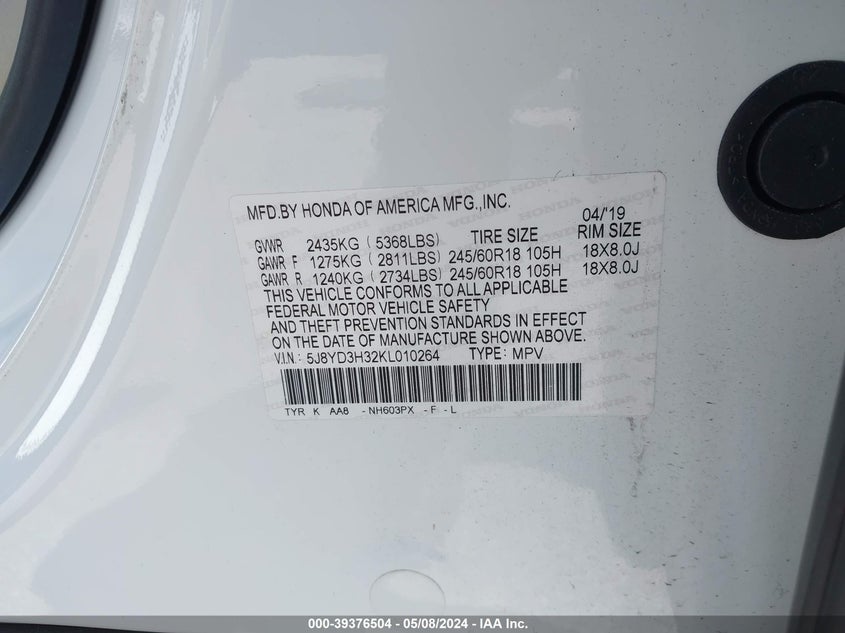 MFD.BY HONDA OF AMERICA MFG.,INC. 04/'19
GVWR 2435KG ( 5368LBS) TIRE SIZE RIM SIZE
GAWR F 1275KG ( 2811LBS) 245/60R18 105H 18X8.0J
GAWR R 1240KG ( 2734LBS) 245/60R18 105H 18X8.0J
THIS VEHICLE CONFORMS TO ALL APPLICABLE
FEDERAL MOTOR VEHICLE SAFETY
AND THEFT PREVENTION STANDARDS IN EFFECT
ON THE DATE OF MANUFACTURE SHOWN ABOVE.
V.I.N.: 5J8YD3H32KL010264 TYPE: MPV
TYR K AA8 -NH603PX -F -L
000-39376504 - 05/08/2024 - IAA Inc.